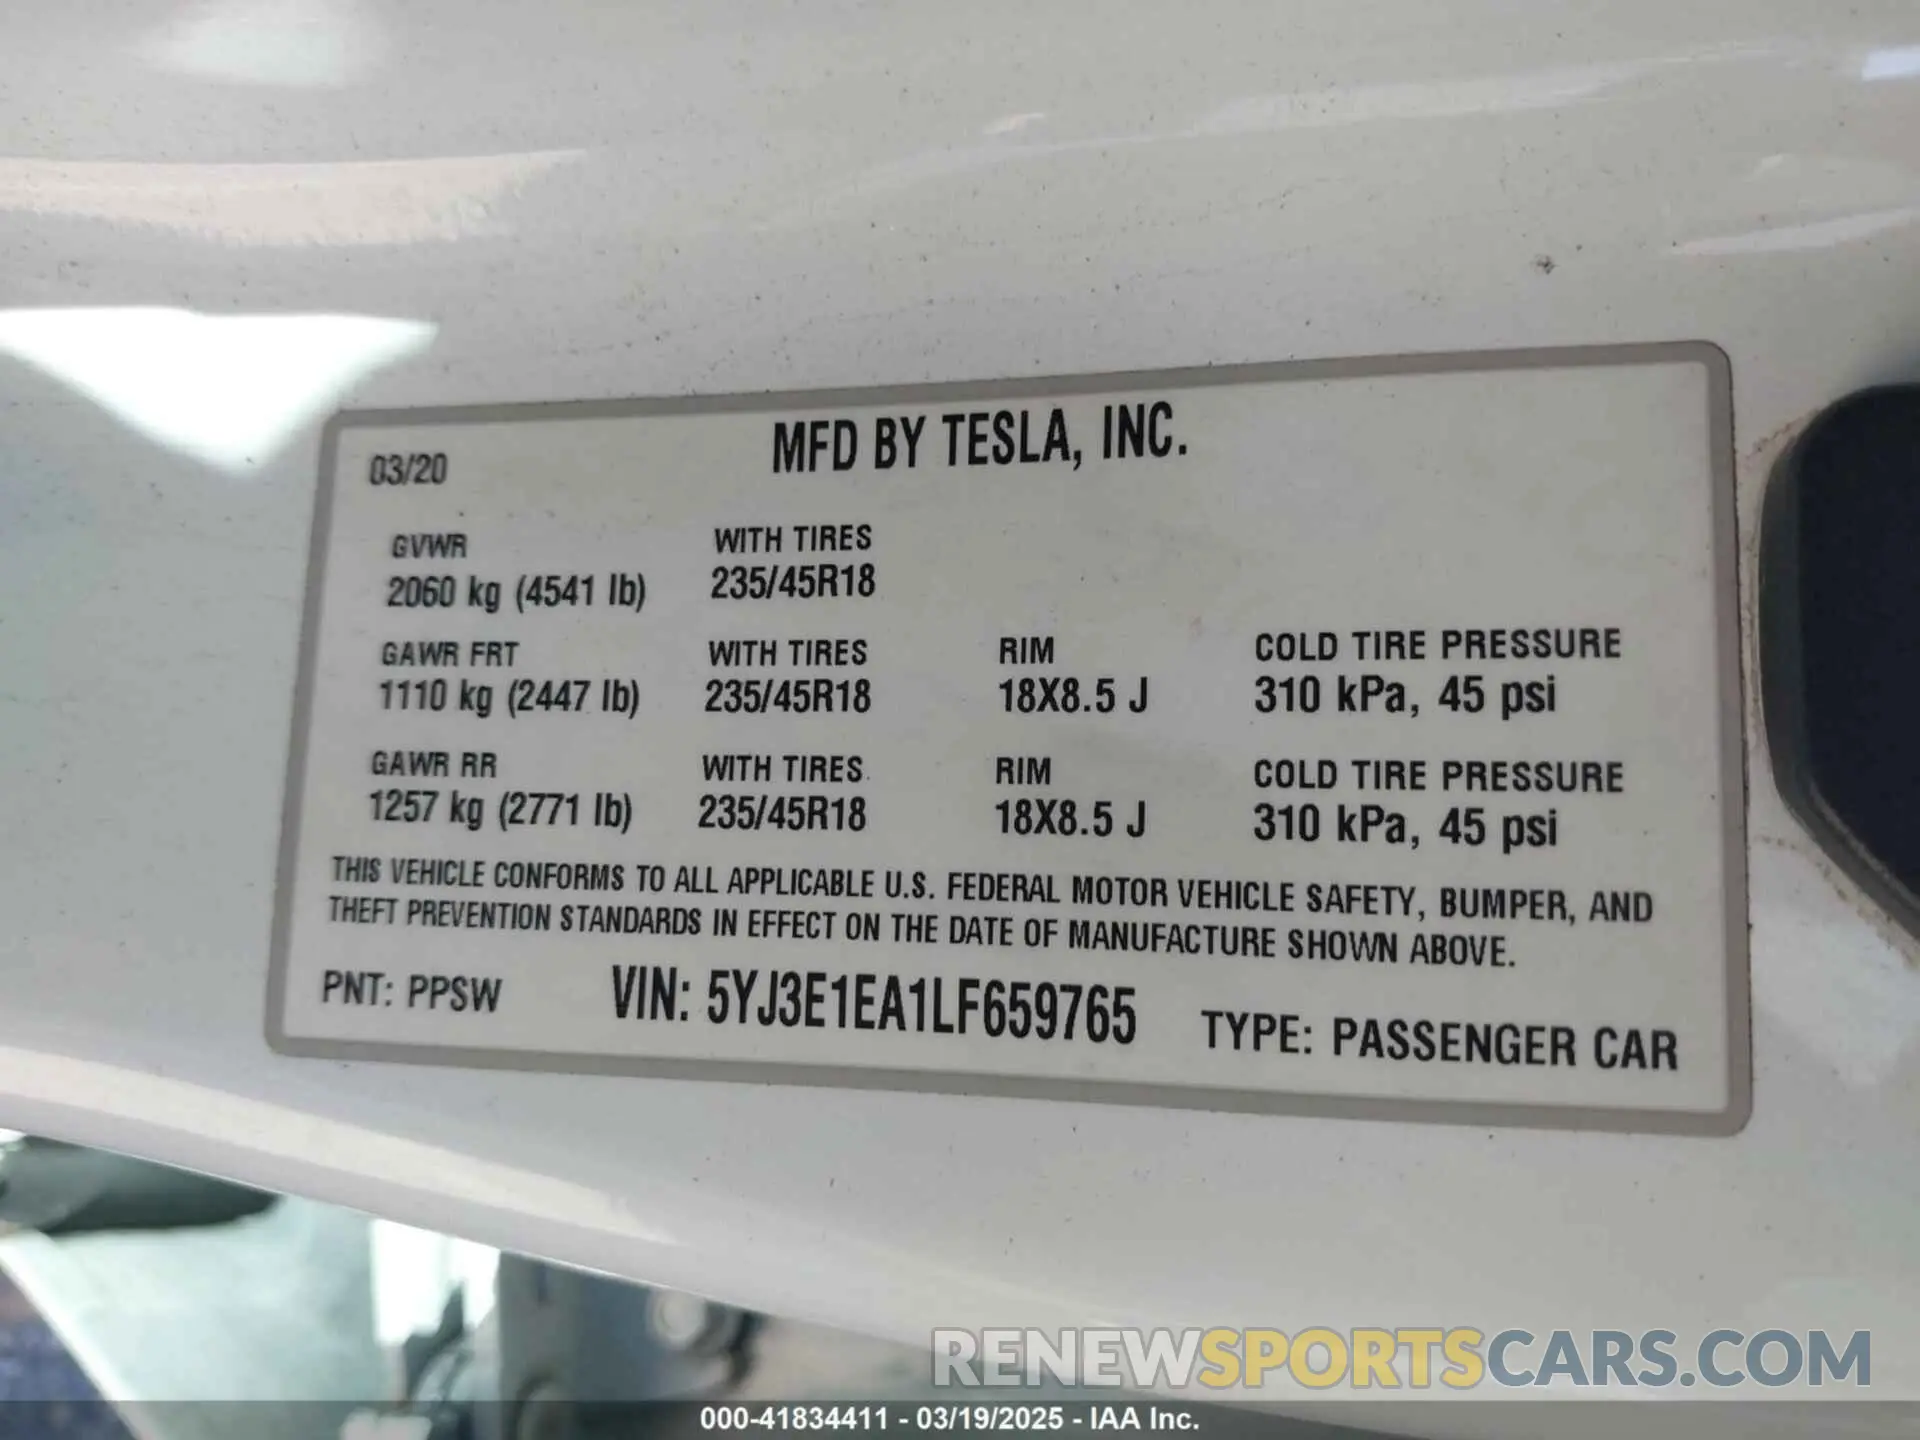 MFD BY TESLA, INC.
03/20
GVWR WITH TIRES
2060 kg (4541 lb) 235/45R18
GAWR FRT WITH TIRES RIM COLD TIRE PRESSURE
1110 kg (2447 lb) 235/45R18 18X8.5 J 310 kPa, 45 psi
GAWR RR WITH TIRES RIM COLD TIRE PRESSURE
1257 kg (2771 lb) 235/45R18 18X8.5 J 310 kPa, 45 psi
THIS VEHICLE CONFORMS TO ALL APPLICABLE U.S. FEDERAL MOTOR VEHICLE SAFETY, BUMPER, AND
THEFT PREVENTION STANDARDS IN EFFECT ON THE DATE OF MANUFACTURE SHOWN ABOVE.
PNT: PPSW VIN: 5YJ3E1EA1LF659765 TYPE: PASSENGER CAR
RENEWSPORTSCARS.COM
000-41834411 - 03/19/2025 - IAA Inc.